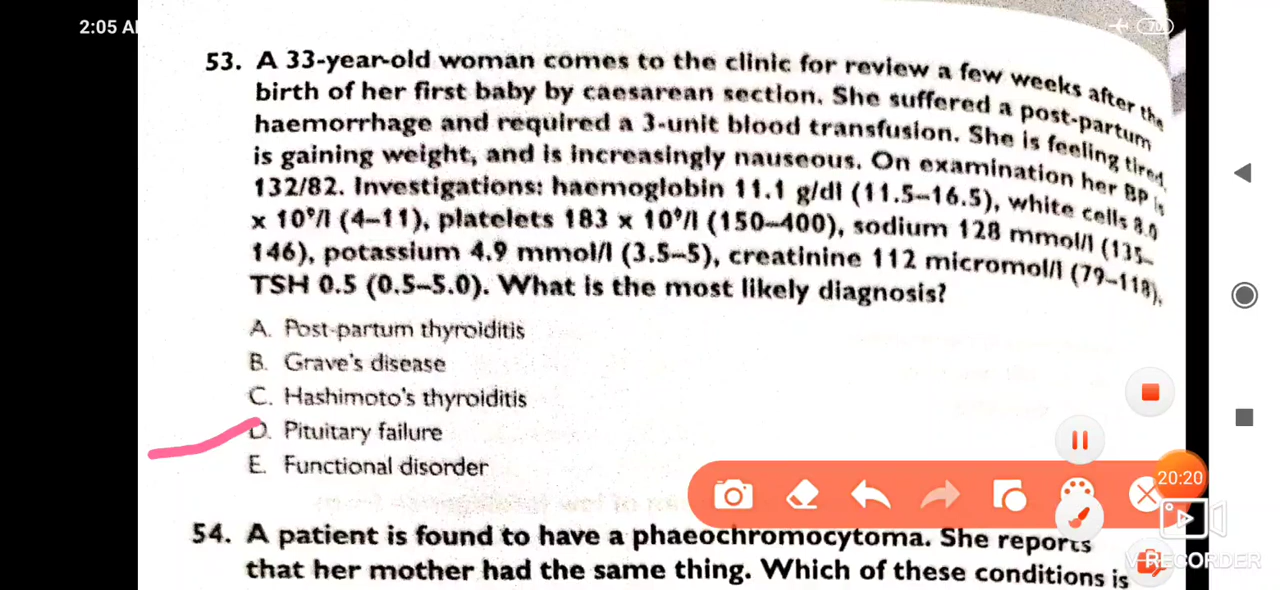 2:05 A
70
53. A 33-year-old woman comes to the clinic for review a few weeks after the
birth of her first baby by caesarean section. She suffered a post-partum
haemorrhage and required a 3-unit blood transfusion. She is feeling tired,
is gaining weight, and is increasingly nauseous. On examination her BP is
132/82. Investigations: haemoglobin 11.1 g/dl (11.5–16.5), white cells 8.0
x 10⁹/l (4–11), platelets 183 x 10⁹/l (150–400), sodium 128 mmol/l (135–
146), potassium 4.9 mmol/l (3.5–5), creatinine 112 micromol/l (79–118),
TSH 0.5 (0.5–5.0). What is the most likely diagnosis?
A. Post-partum thyroiditis
B. Grave's disease
C. Hashimoto's thyroiditis
D. Pituitary failure
E. Functional disorder
20:20
54. A patient is found to have a phaeochromocytoma. She reports
that her mother had the same thing. Which of these conditions is
V RECORDER